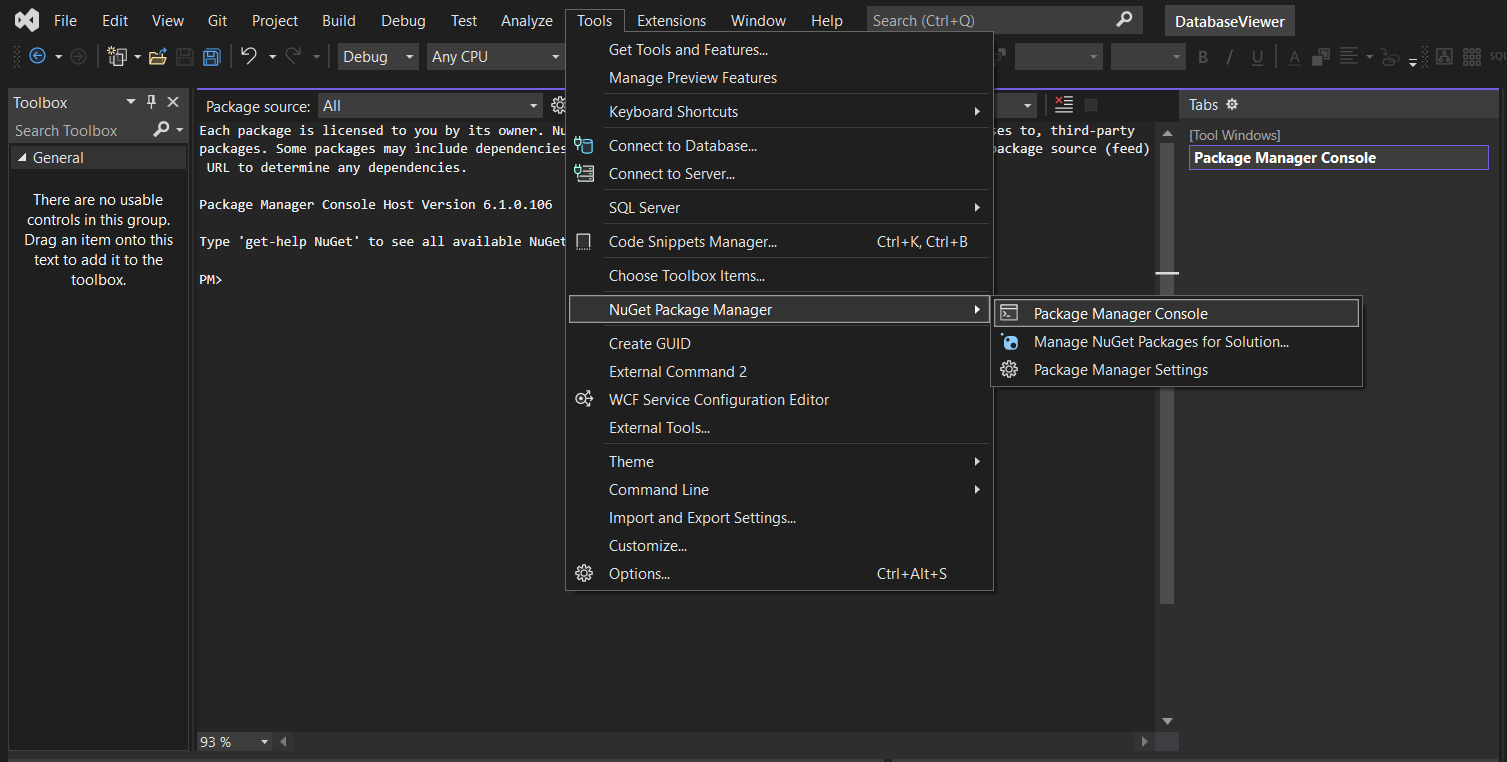 File Edit View Git Project Build Debug Test Analyze Tools Extensions Window Help Search (Ctrl+Q) DatabaseViewer
Debug Any CPU B I U A SQL
Toolbox
Search Toolbox
General
There are no usable
controls in this group.
Drag an item onto this
text to add it to the
toolbox.
Package source: All
Each package is licensed to you by its owner. Nu es to, third-party
packages. Some packages may include dependencies ackage source (feed)
URL to determine any dependencies.
Package Manager Console Host Version 6.1.0.106
Type 'get-help NuGet' to see all available NuGet
PM>
93 %
Get Tools and Features...
Manage Preview Features
Keyboard Shortcuts
Connect to Database...
Connect to Server...
SQL Server
Code Snippets Manager... Ctrl+K, Ctrl+B
Choose Toolbox Items...
NuGet Package Manager
Create GUID
External Command 2
WCF Service Configuration Editor
External Tools...
Theme
Command Line
Import and Export Settings...
Customize...
Options... Ctrl+Alt+S
Package Manager Console
Manage NuGet Packages for Solution...
Package Manager Settings
Tabs
[Tool Windows]
Package Manager Console